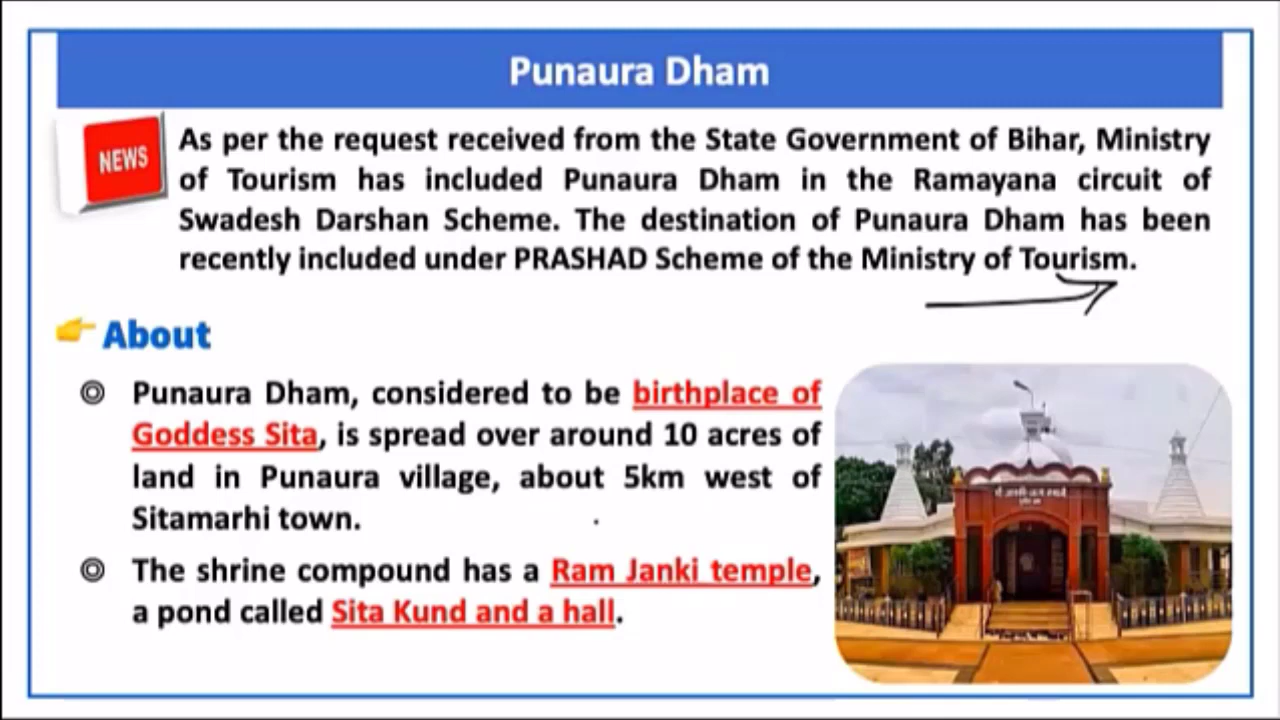 Punaura Dham
NEWS
As per the request received from the State Government of Bihar, Ministry
of Tourism has included Punaura Dham in the Ramayana circuit of
Swadesh Darshan Scheme. The destination of Punaura Dham has been
recently included under PRASHAD Scheme of the Ministry of Tourism.
About
Punaura Dham, considered to be birthplace of
Goddess Sita, is spread over around 10 acres of
land in Punaura village, about 5km west of
Sitamarhi town.
The shrine compound has a Ram Janki temple,
a pond called Sita Kund and a hall.